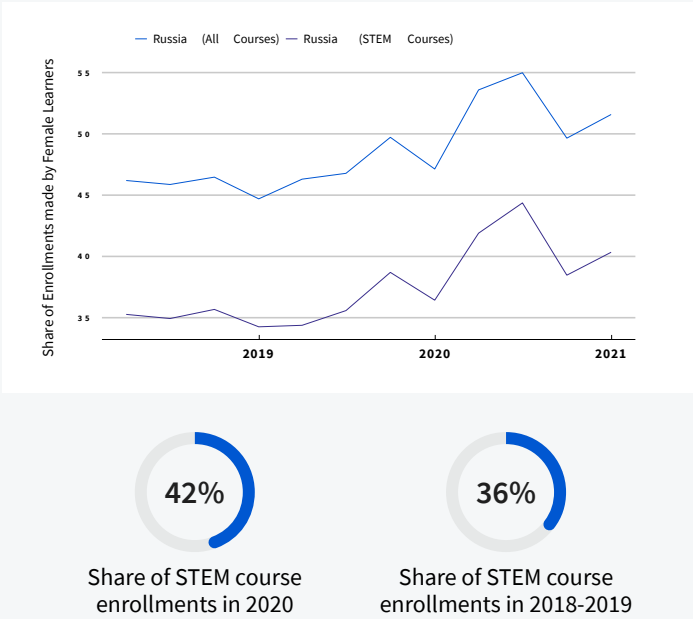 Russia (All Courses) Russia (STEM Courses)
Share of Enrollments made by Female Learners
55
50
45
40
35
2019 2020 2021
42% 36%
Share of STEM course
enrollments in 2020
Share of STEM course
enrollments in 2018-2019